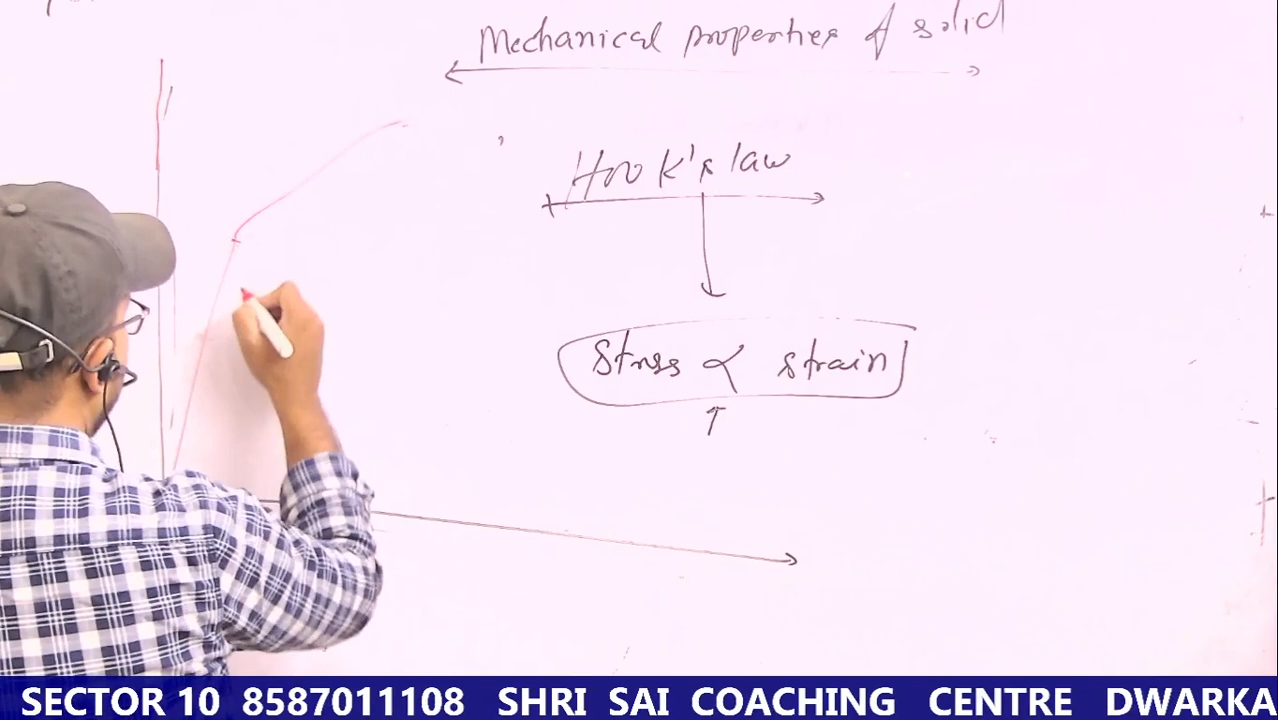 Mechanical properties of solid
Hook's law
Stress ∝ strain
SECTOR 10 8587011108 SHRI SAI COACHING CENTRE DWARKA